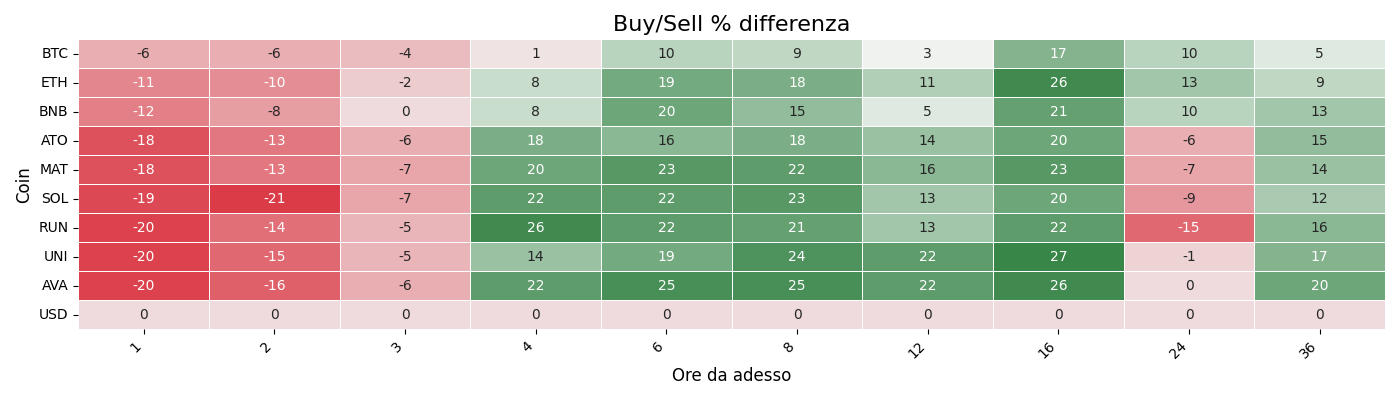 Buy/Sell % differenza
Coin
BTC -6 -6 -4 1 10 9 3 17 10 5
ETH -11 -10 -2 8 19 18 11 26 13 9
BNB -12 -8 0 8 20 15 5 21 10 13
ATO -18 -13 -6 18 16 18 14 20 -6 15
MAT -18 -13 -7 20 23 22 16 23 -7 14
SOL -19 -21 -7 22 22 23 13 20 -9 12
RUN -20 -14 -5 26 22 21 13 22 -15 16
UNI -20 -15 -5 14 19 24 22 27 -1 17
AVA -20 -16 -6 22 25 25 22 26 0 20
USD 0 0 0 0 0 0 0 0 0 0
1 2 3 4 6 8 12 16 24 36
Ore da adesso